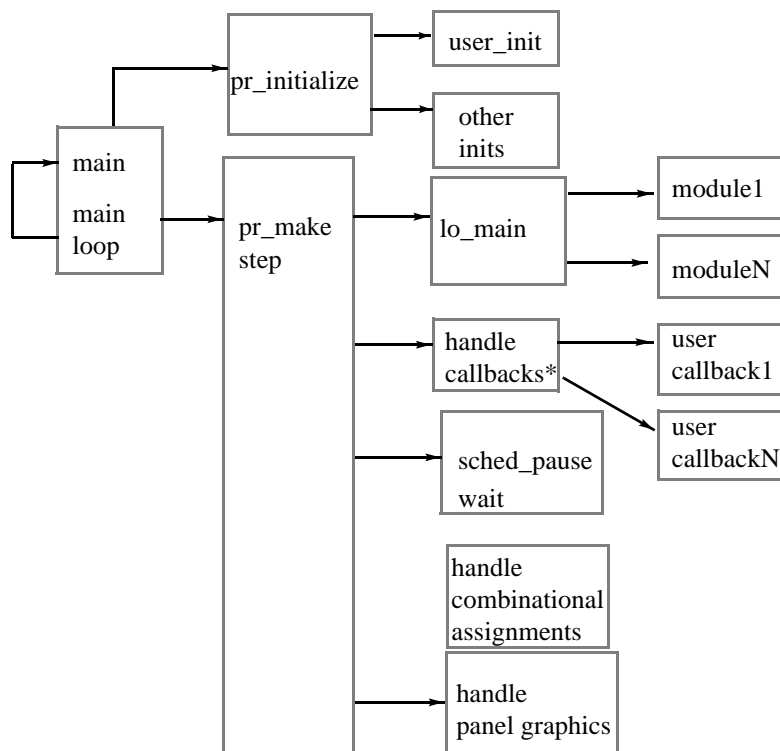 user_init
pr_initialize
other
inits
main
main
loop
pr_make
step
lo_main
module1
moduleN
handle
callbacks*
user
callback1
user
callbackN
sched_pause
wait
handle
combinational
assignments
handle
panel graphics